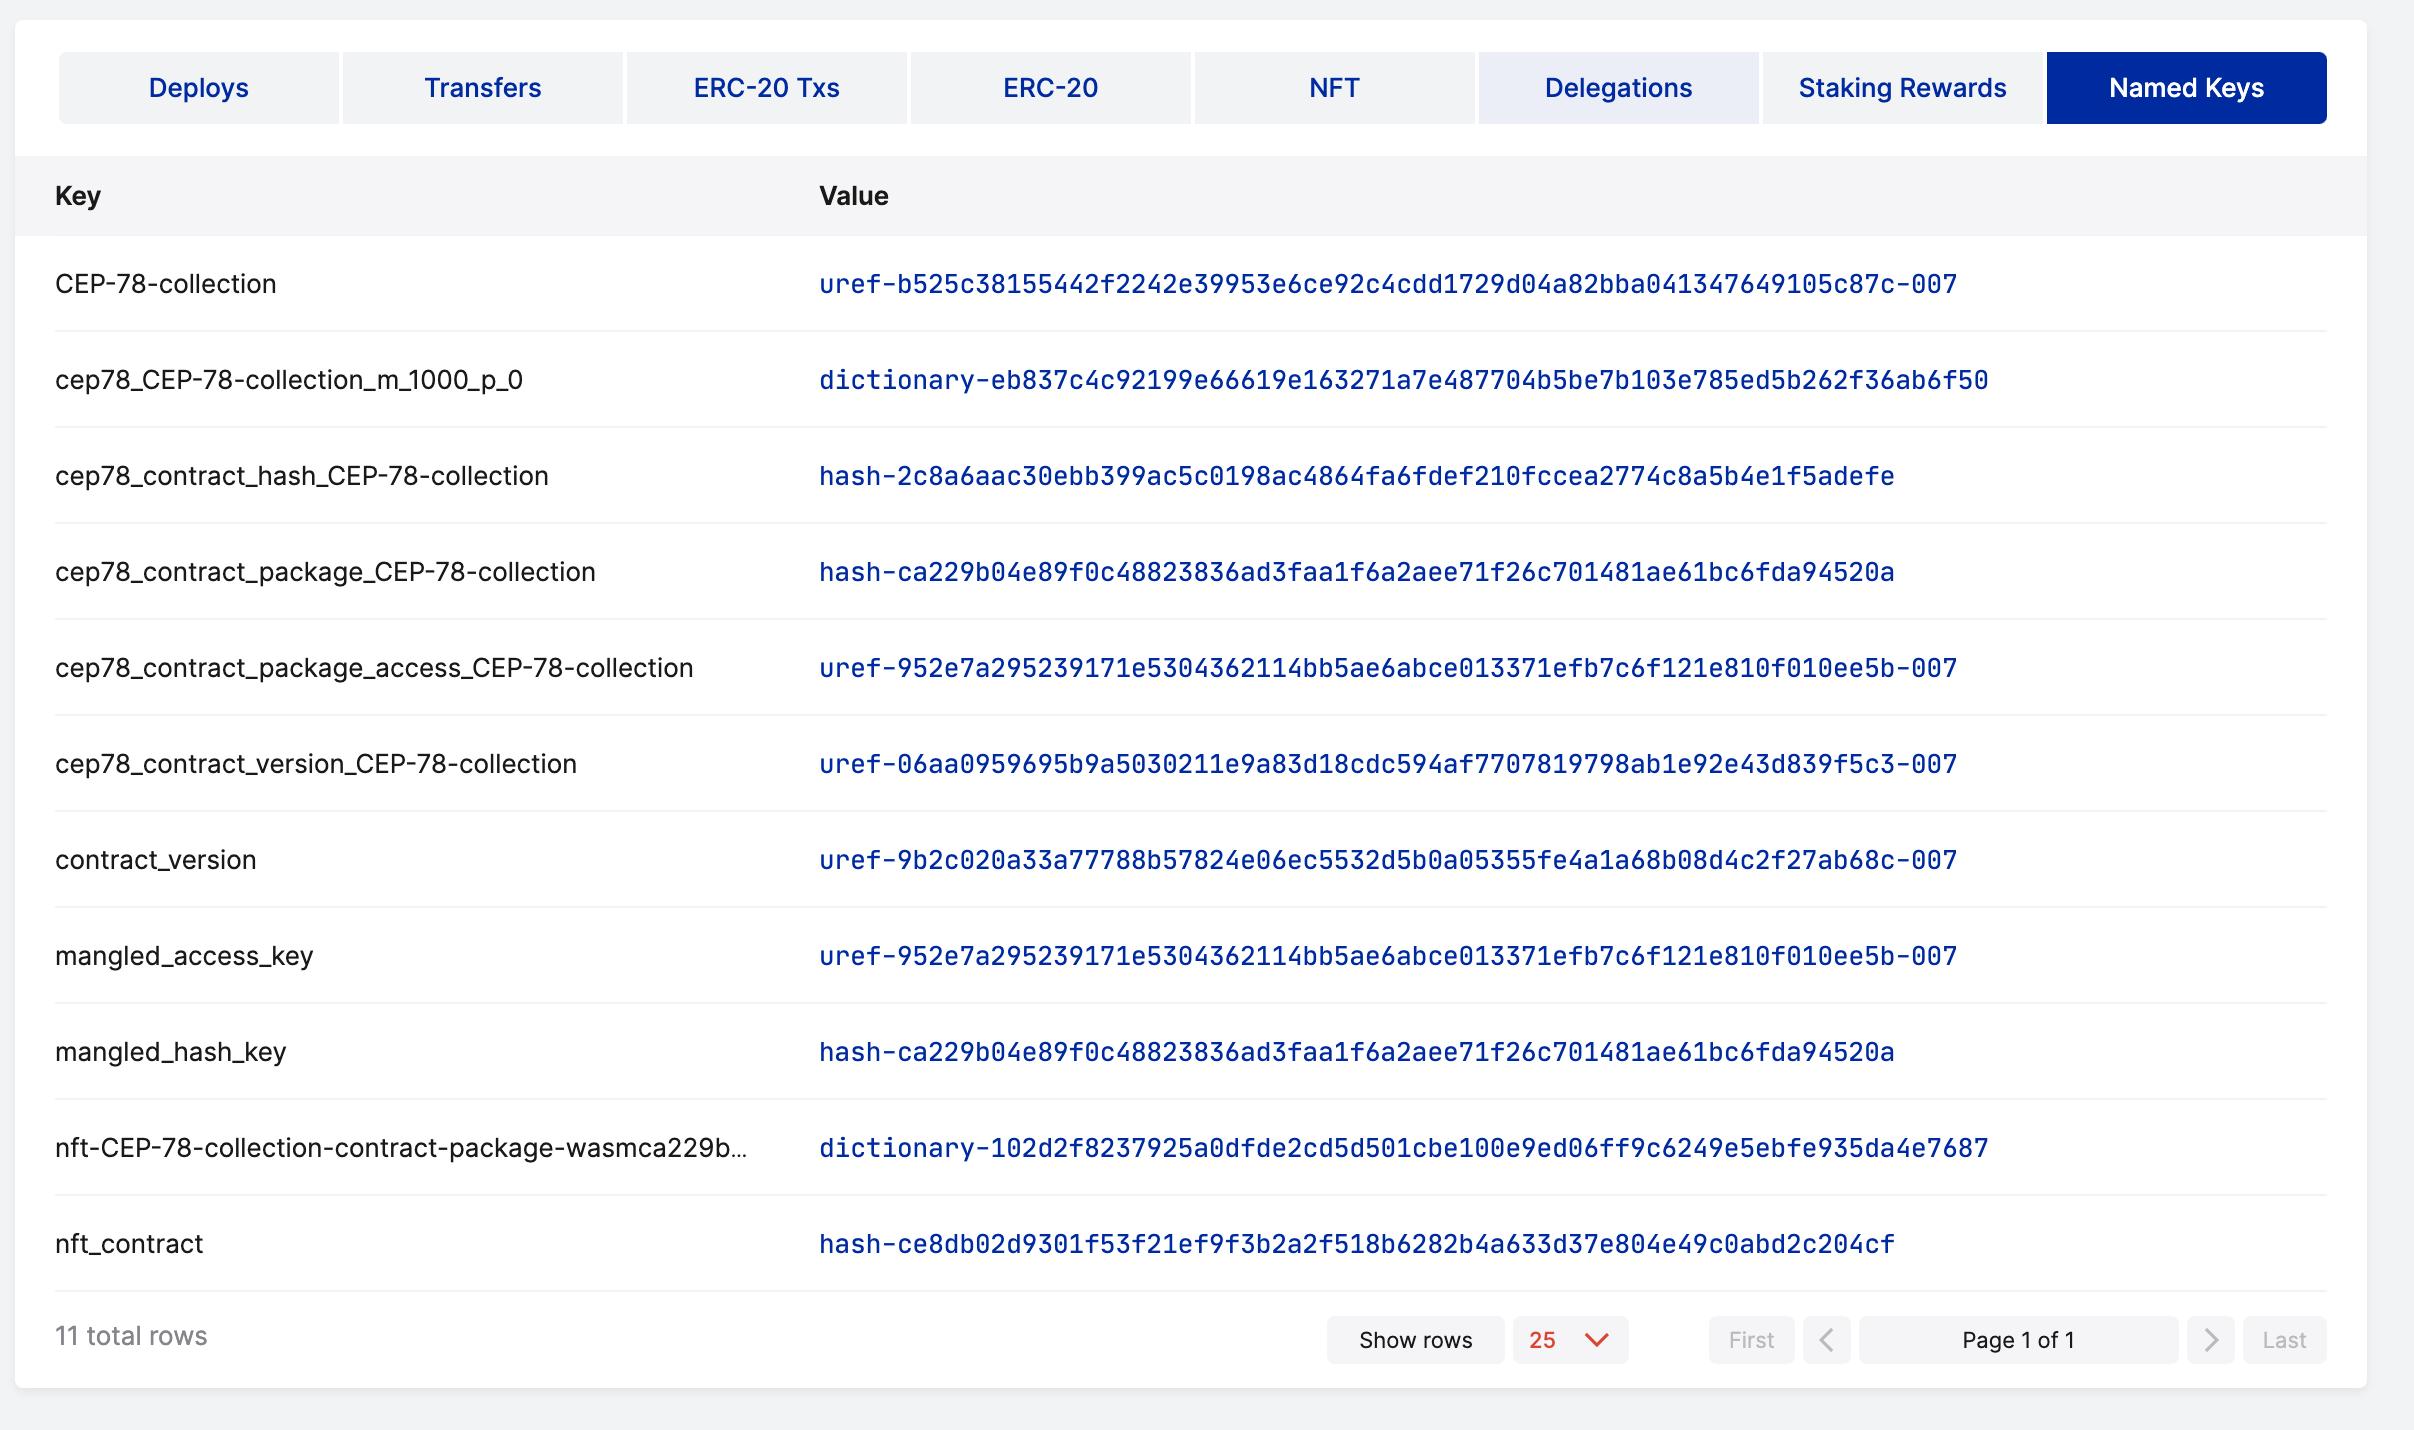 Deploys Transfers ERC-20 Txs ERC-20 NFT Delegations Staking Rewards Named Keys
Key Value
CEP-78-collection uref-b525c38155442f2242e39953e6ce92c4cdd1729d04a82bba041347649105c87c-007
cep78_CEP-78-collection_m_1000_p_0 dictionary-eb837c4c92199e66619e163271a7e487704b5be7b103e785ed5b262f36ab6f50
cep78_contract_hash_CEP-78-collection hash-2c8a6aac30ebb399ac5c0198ac4864fa6fdef210fccea2774c8a5b4e1f5adefe
cep78_contract_package_CEP-78-collection hash-ca229b04e89f0c48823836ad3faa1f6a2aee71f26c701481ae61bc6fda94520a
cep78_contract_package_access_CEP-78-collection uref-952e7a295239171e5304362114bb5ae6abce013371efb7c6f121e810f010ee5b-007
cep78_contract_version_CEP-78-collection uref-06aa0959695b9a5030211e9a83d18cdc594af7707819798ab1e92e43d839f5c3-007
contract_version uref-9b2c020a33a77788b57824e06ec5532d5b0a05355fe4a1a68b08d4c2f27ab68c-007
mangled_access_key uref-952e7a295239171e5304362114bb5ae6abce013371efb7c6f121e810f010ee5b-007
mangled_hash_key hash-ca229b04e89f0c48823836ad3faa1f6a2aee71f26c701481ae61bc6fda94520a
nft-CEP-78-collection-contract-package-wasmca229b... dictionary-102d2f8237925a0dfde2cd5d501cbe100e9ed06ff9c6249e5ebfe935da4e7687
nft_contract hash-ce8db02d9301f53f21ef9f3b2a2f518b6282b4a633d37e804e49c0abd2c204cf
11 total rows Show rows 25 First Page 1 of 1 Last